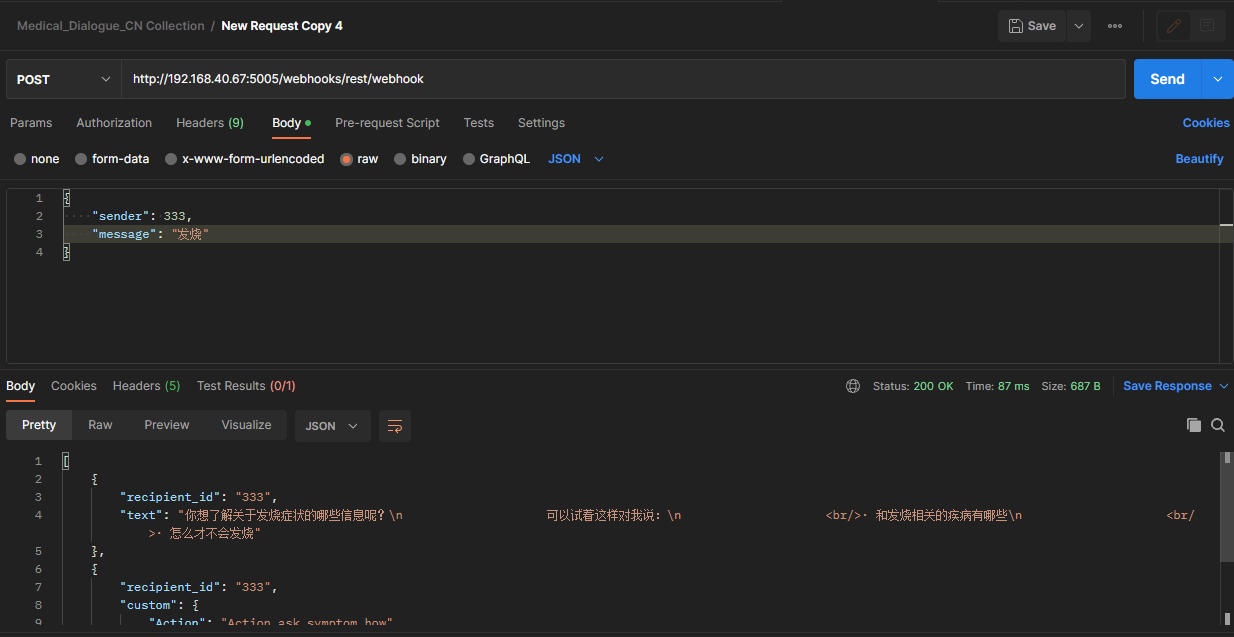 Medical_Dialogue_CN Collection / New Request Copy 4
Save
POST http://192.168.40.67:5005/webhooks/rest/webhook Send
Params Authorization Headers (9) Body Pre-request Script Tests Settings Cookies
none form-data x-www-form-urlencoded raw binary GraphQL JSON Beautify
1 {
2 "sender": 333,
3 "message": "发烧"
4 }
Body Cookies Headers (5) Test Results (0/1) Status: 200 OK Time: 87 ms Size: 687 B Save Response
Pretty Raw Preview Visualize JSON
1 [
2 {
3 "recipient_id": "333",
4 "text": "你想了解关于发烧症状的哪些信息呢？\n 可以试着这样对我说：\n <br/>· 和发烧相关的疾病有哪些\n <br/
>· 怎么才不会发烧"
5 },
6 {
7 "recipient_id": "333",
8 "custom": {
9 "Action": "Action_ask_symptom_how"